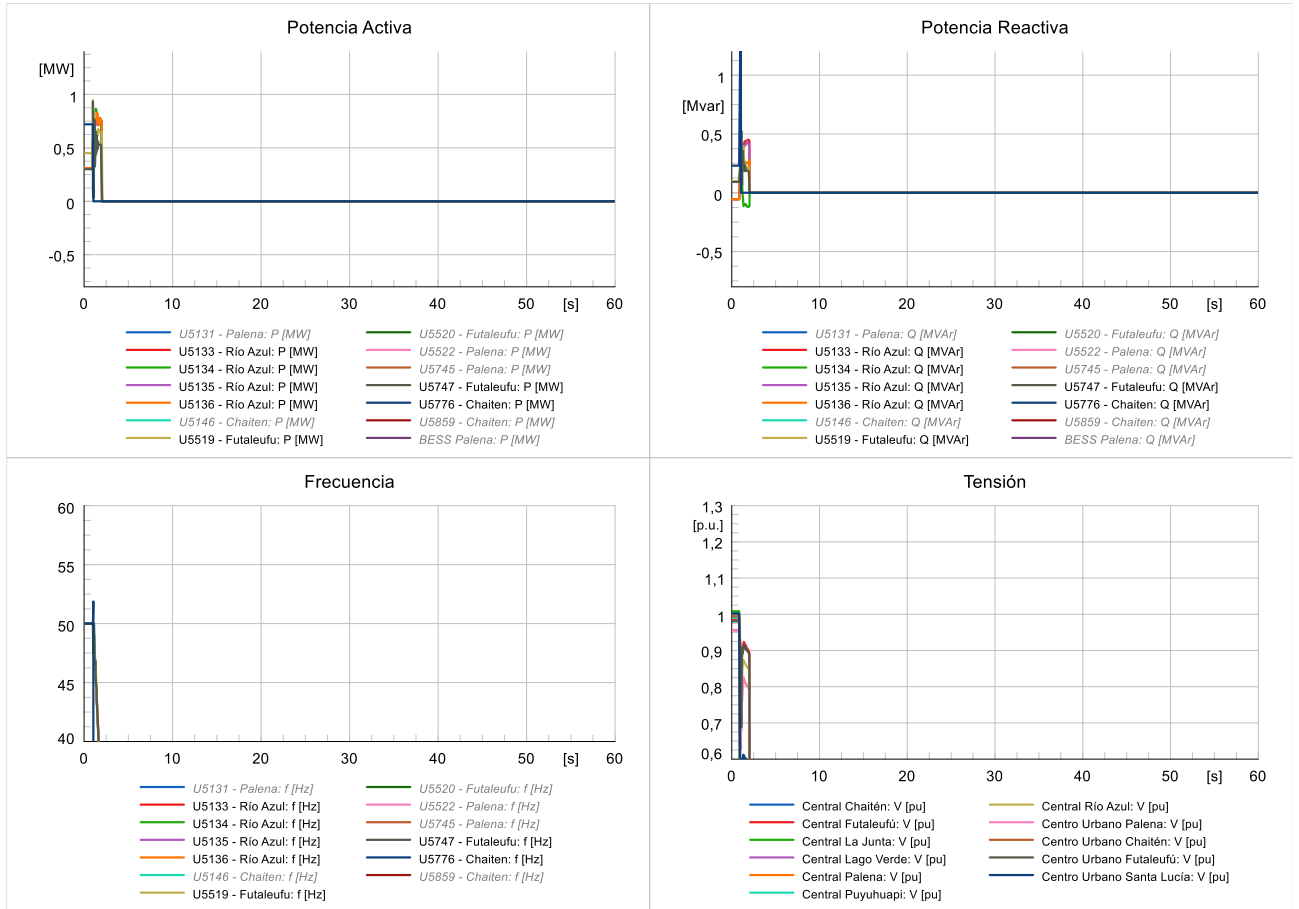 Potencia Activa
[MW]
1
0,5
0
-0,5
0 10 20 30 40 [s] 60
U5131 - Palena: P [MW] U5520 - Futaleufu: P [MW]
U5133 - Río Azul: P [MW] U5522 - Palena: P [MW]
U5134 - Río Azul: P [MW] U5745 - Palena: P [MW]
U5135 - Río Azul: P [MW] U5747 - Futaleufu: P [MW]
U5136 - Río Azul: P [MW] U5776 - Chaiten: P [MW]
U5146 - Chaiten: P [MW] U5859 - Chaiten: P [MW]
U5519 - Futaleufu: P [MW] BESS Palena: P [MW]
Potencia Reactiva
1
[Mvar]
0,5
0
-0,5
0 10 20 30 40 [s] 60
U5131 - Palena: Q [MVAr] U5520 - Futaleufu: Q [MVAr]
U5133 - Río Azul: Q [MVAr] U5522 - Palena: Q [MVAr]
U5134 - Río Azul: Q [MVAr] U5745 - Palena: Q [MVAr]
U5135 - Río Azul: Q [MVAr] U5747 - Futaleufu: Q [MVAr]
U5136 - Río Azul: Q [MVAr] U5776 - Chaiten: Q [MVAr]
U5146 - Chaiten: Q [MVAr] U5859 - Chaiten: Q [MVAr]
U5519 - Futaleufu: Q [MVAr] BESS Palena: Q [MVAr]
Frecuencia
60
55
50
45
40
0 10 20 30 40 [s] 60
U5131 - Palena: f [Hz] U5520 - Futaleufu: f [Hz]
U5133 - Río Azul: f [Hz] U5522 - Palena: f [Hz]
U5134 - Río Azul: f [Hz] U5745 - Palena: f [Hz]
U5135 - Río Azul: f [Hz] U5747 - Futaleufu: f [Hz]
U5136 - Río Azul: f [Hz] U5776 - Chaiten: f [Hz]
U5146 - Chaiten: f [Hz] U5859 - Chaiten: f [Hz]
U5519 - Futaleufu: f [Hz]
Tensión
1,3
[p.u.]
1,2
1,1
1
0,9
0,8
0,7
0,6
0 10 20 30 40 [s] 60
Central Chaitén: V [pu] Central Río Azul: V [pu]
Central Futaleufú: V [pu] Centro Urbano Palena: V [pu]
Central La Junta: V [pu] Centro Urbano Chaitén: V [pu]
Central Lago Verde: V [pu] Centro Urbano Futaleufú: V [pu]
Central Palena: V [pu] Centro Urbano Santa Lucía: V [pu]
Central Puyuhuapi: V [pu]